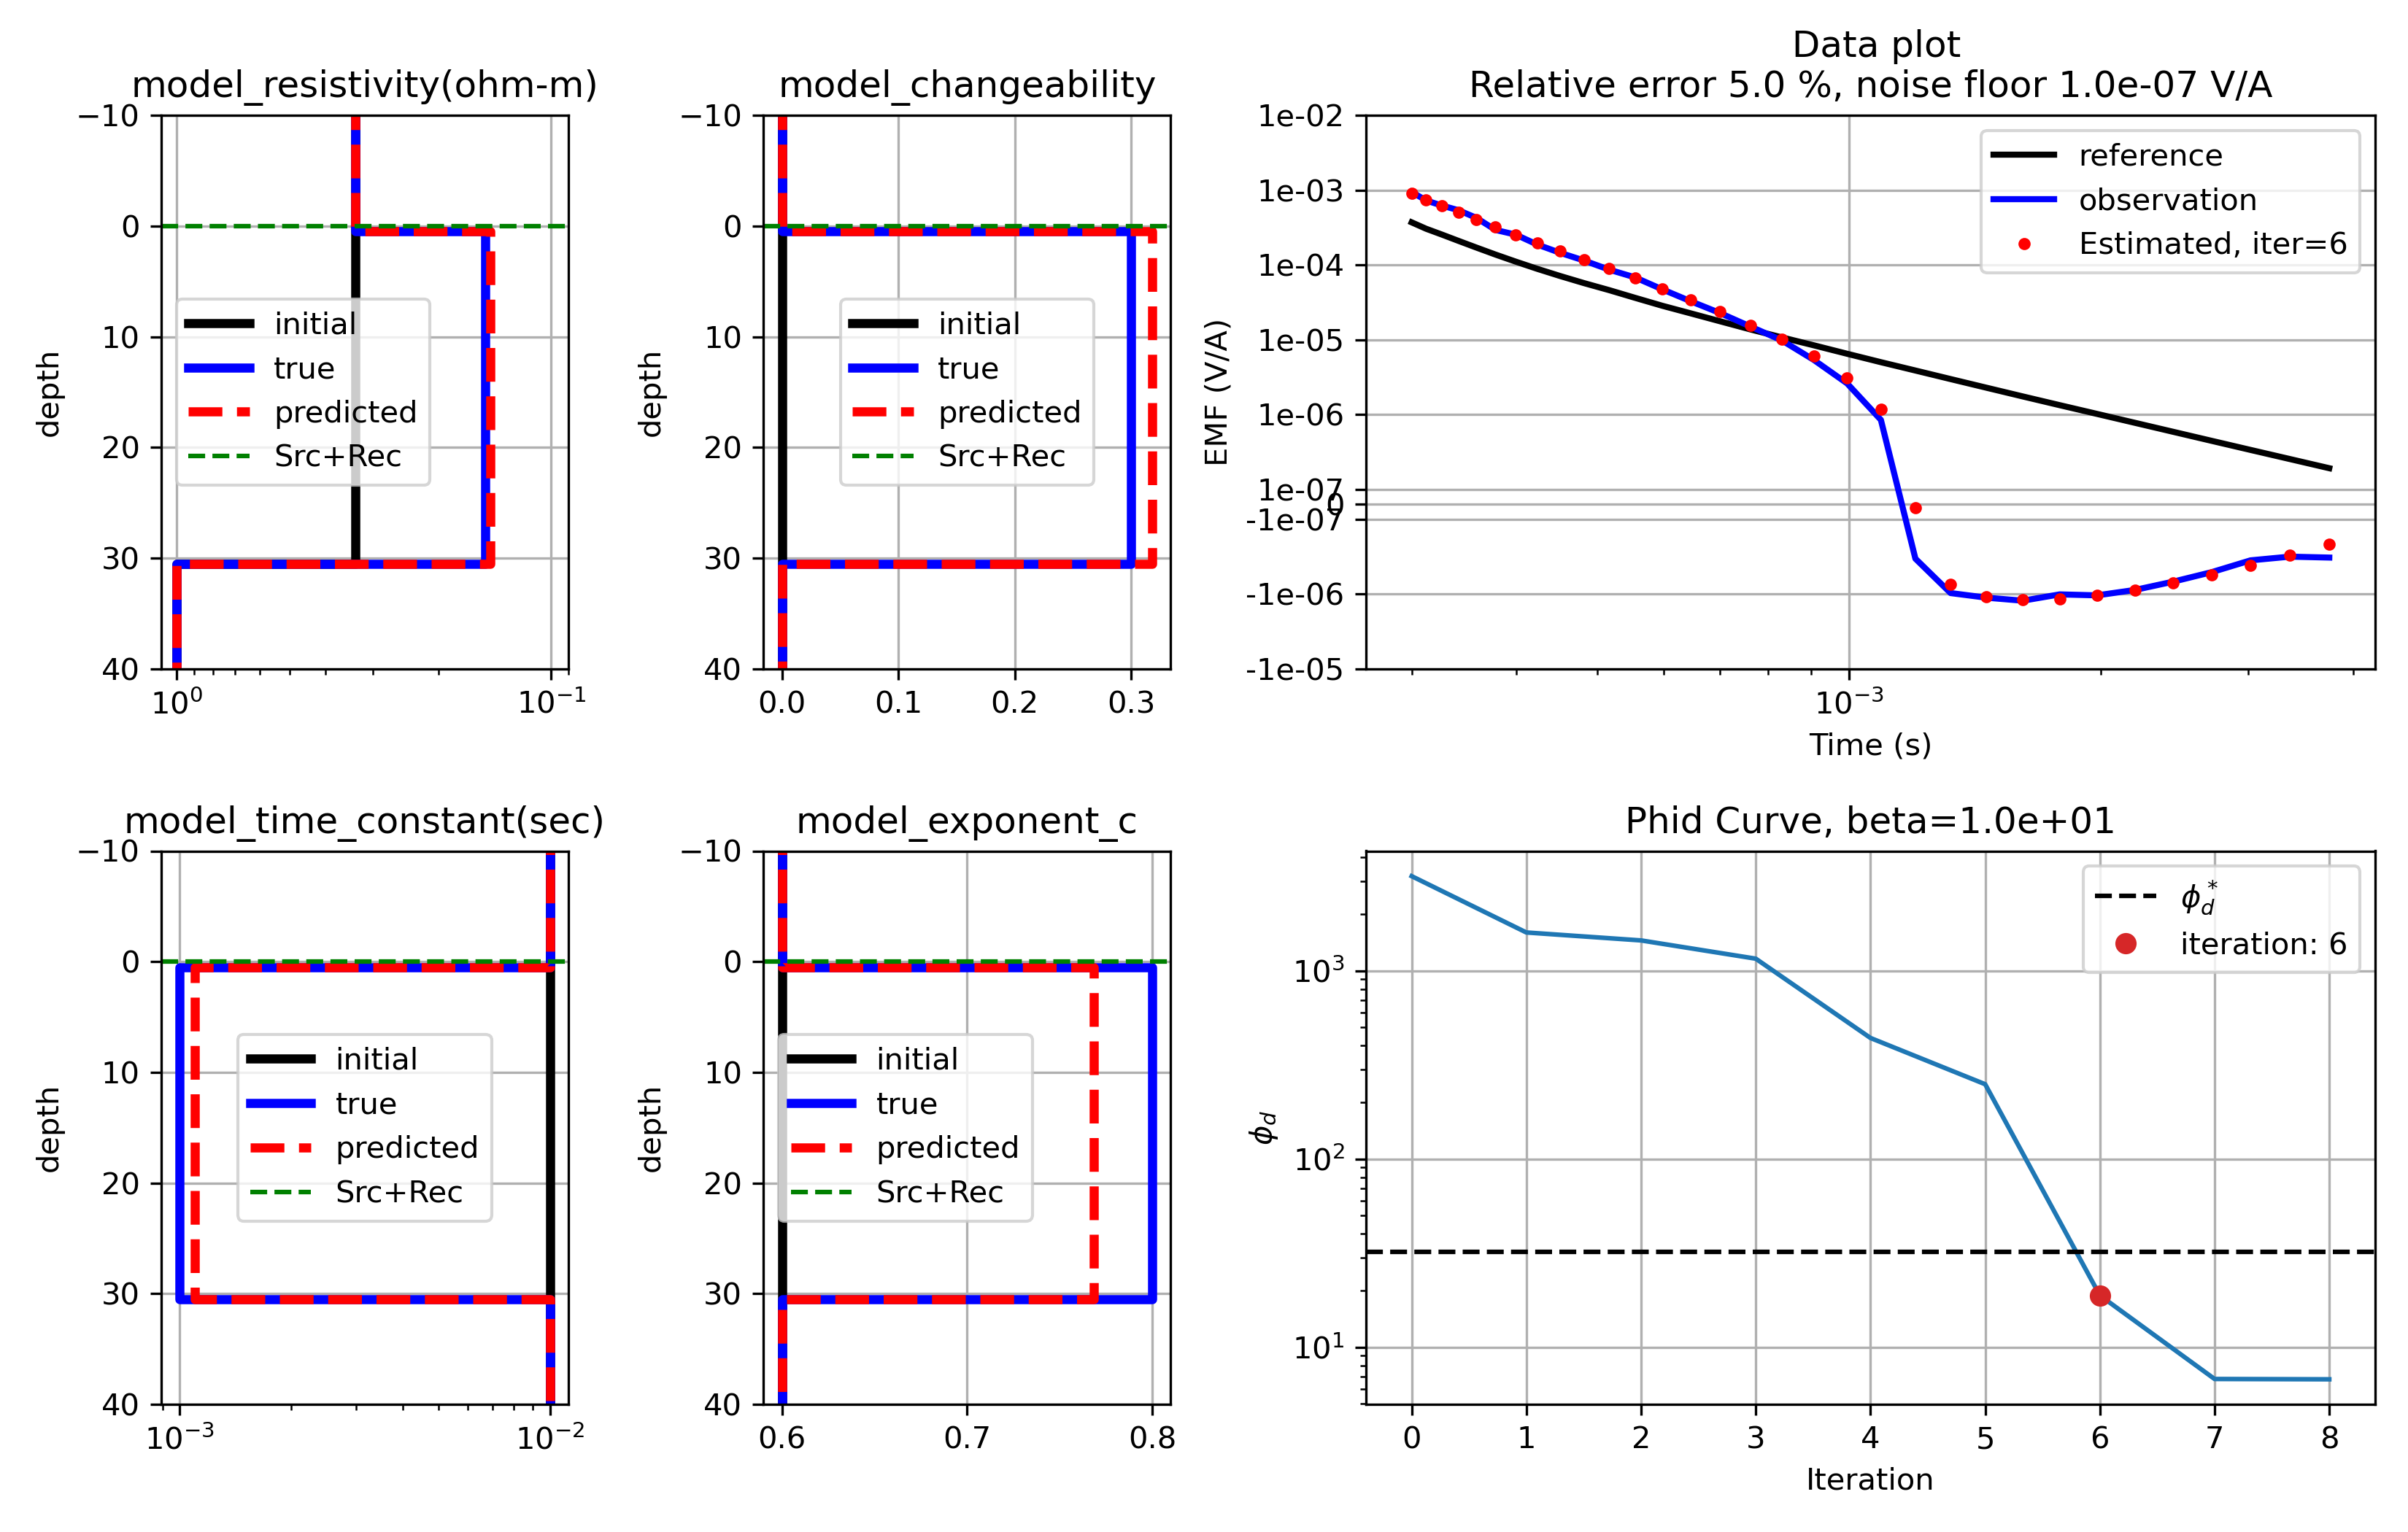 model_resistivity(ohm-m)
−10
0
10
20
30
40
depth
initial
true
predicted
Src+Rec
10⁰
10⁻¹
model_changeability
−10
0
10
20
30
40
depth
initial
true
predicted
Src+Rec
0.0
0.1
0.2
0.3
Data plot
Relative error 5.0 %, noise floor 1.0e-07 V/A
1e-02
1e-03
1e-04
1e-05
1e-06
1e-07
0
-1e-07
-1e-06
-1e-05
EMF (V/A)
reference
observation
Estimated, iter=6
10⁻³
Time (s)
model_time_constant(sec)
−10
0
10
20
30
40
depth
initial
true
predicted
Src+Rec
10⁻³
10⁻²
model_exponent_c
−10
0
10
20
30
40
depth
initial
true
predicted
Src+Rec
0.6
0.7
0.8
Phid Curve, beta=1.0e+01
10³
10²
10¹
ϕ_d
ϕ_d^*
iteration: 6
0
1
2
3
4
5
6
7
8
Iteration